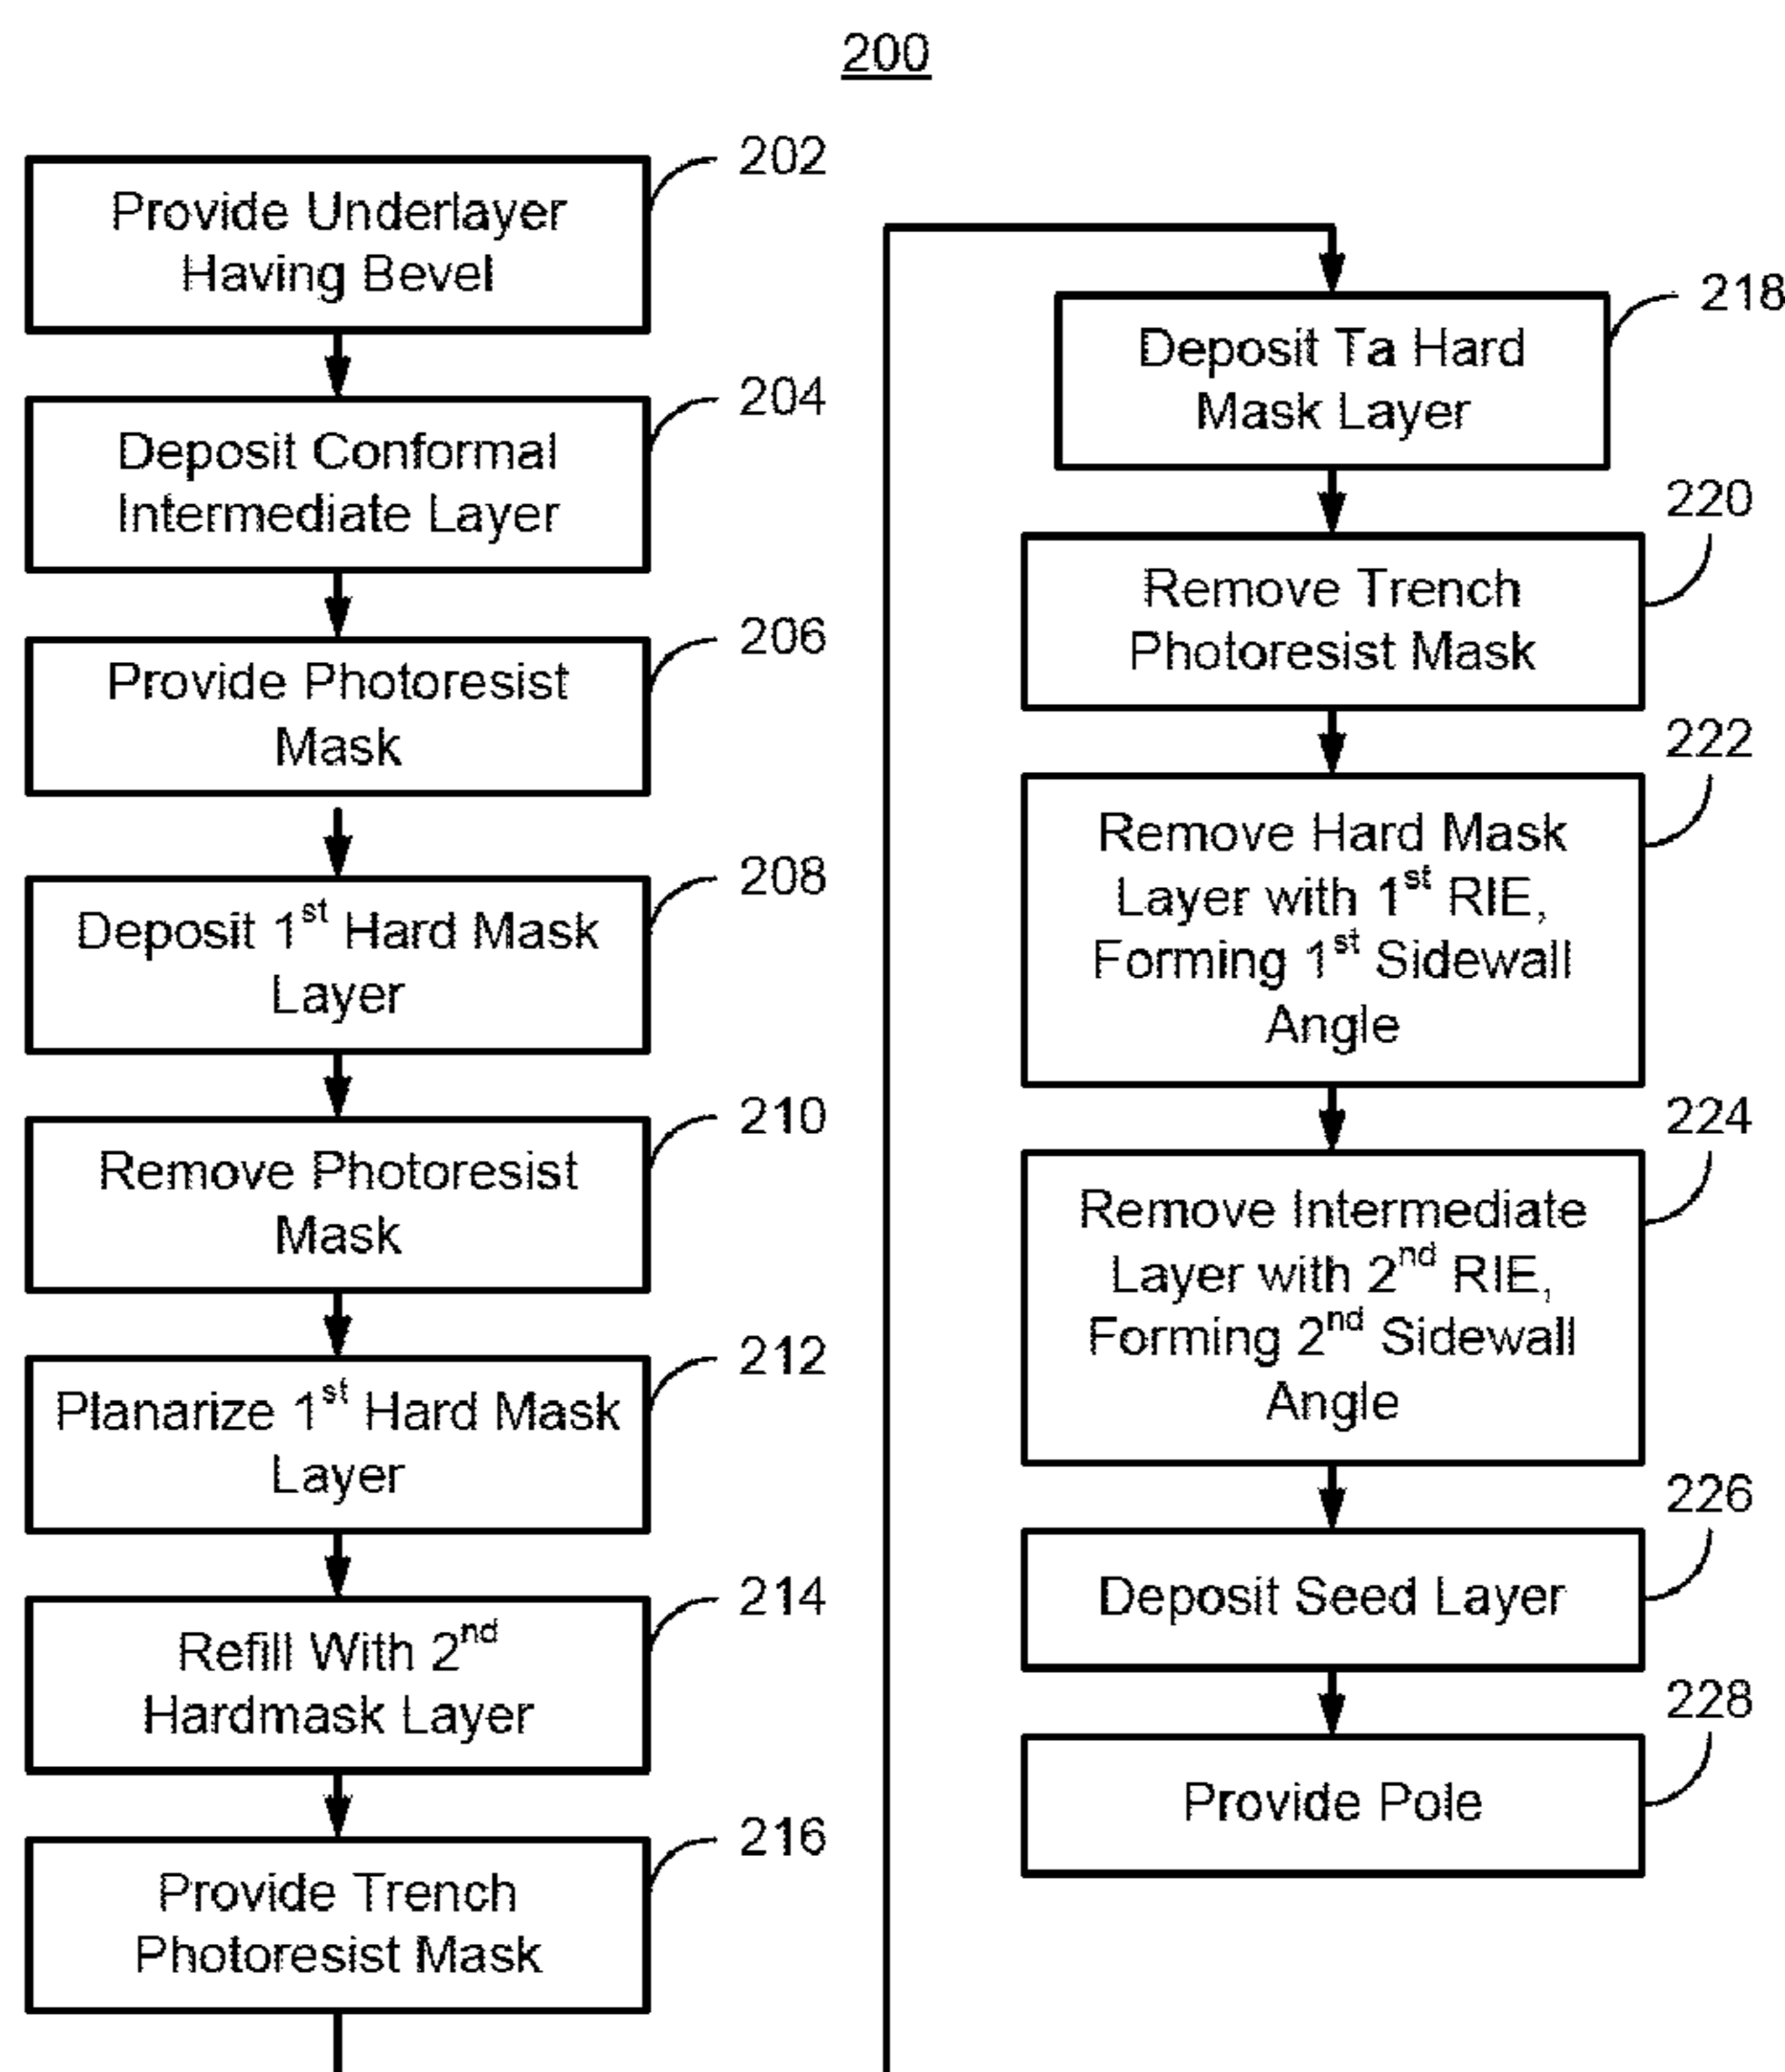 200
202
Provide Underlayer
Having Bevel
204
Deposit Conformal
Intermediate Layer
206
Provide Photoresist
Mask
208
Deposit 1st Hard Mask
Layer
210
Remove Photoresist
Mask
212
Planarize 1st Hard Mask
Layer
214
Refill With 2nd
Hardmask Layer
216
Provide Trench
Photoresist Mask
218
Deposit Ta Hard
Mask Layer
220
Remove Trench
Photoresist Mask
222
Remove Hard Mask
Layer with 1st RIE,
Forming 1st Sidewall
Angle
224
Remove Intermediate
Layer with 2nd RIE,
Forming 2nd Sidewall
Angle
226
Deposit Seed Layer
228
Provide Pole